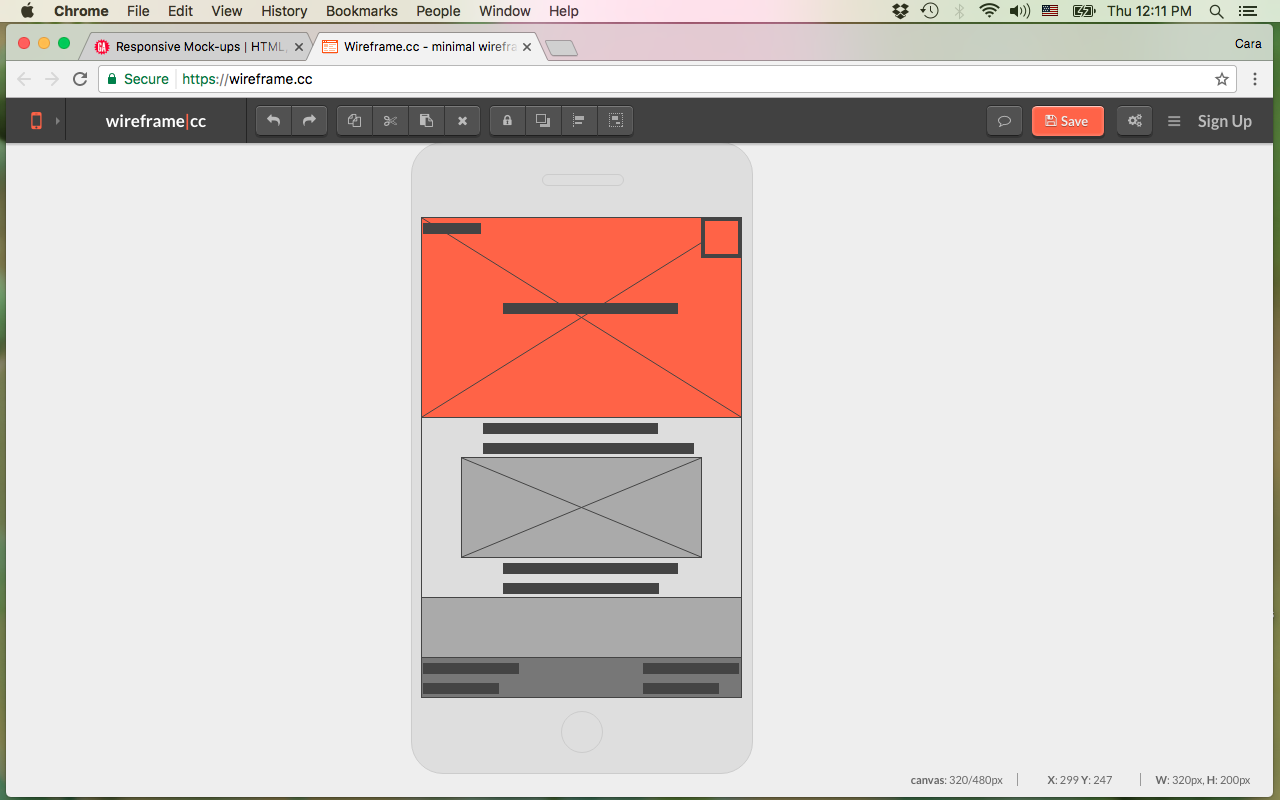 Chrome File Edit View History Bookmarks People Window Help Thu 12:11 PM
Responsive Mock-ups | HTML, Wireframe.cc - minimal wirefra Cara
Secure https://wireframe.cc
wireframe|cc Save Sign Up
canvas: 320/480px X: 299 Y: 247 W: 320px, H: 200px